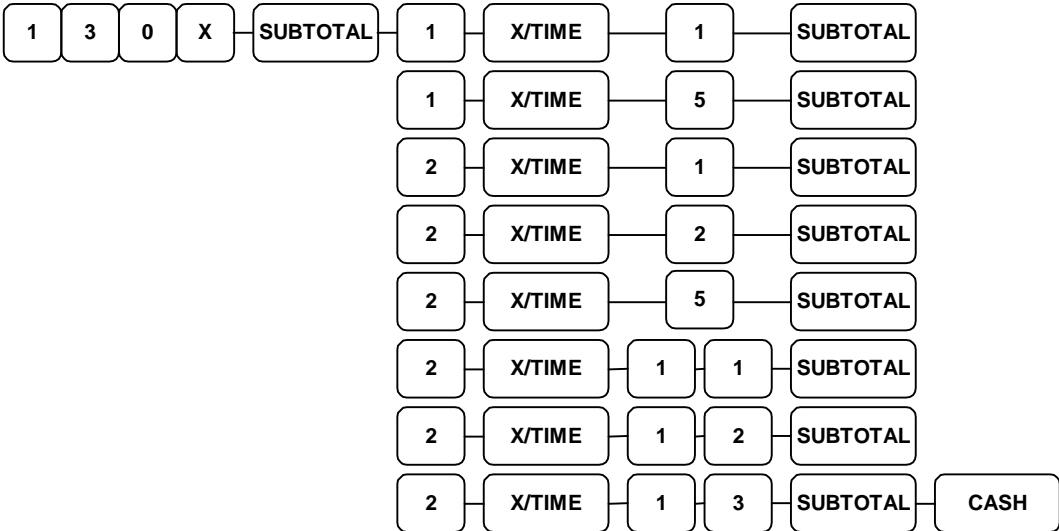 1 3 0 X SUBTOTAL 1 X/TIME 1 SUBTOTAL
1 X/TIME 5 SUBTOTAL
2 X/TIME 1 SUBTOTAL
2 X/TIME 2 SUBTOTAL
2 X/TIME 5 SUBTOTAL
2 X/TIME 1 1 SUBTOTAL
2 X/TIME 1 2 SUBTOTAL
2 X/TIME 1 3 SUBTOTAL CASH